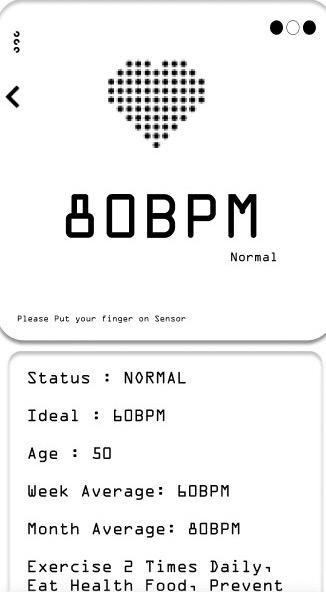 80BPM
Normal
Please Put your finger on Sensor
Status : NORMAL
Ideal : 60BPM
Age : 50
Week Average: 60BPM
Month Average: 80BPM
Exercise 2 Times Daily,
Eat Health Food, Prevent